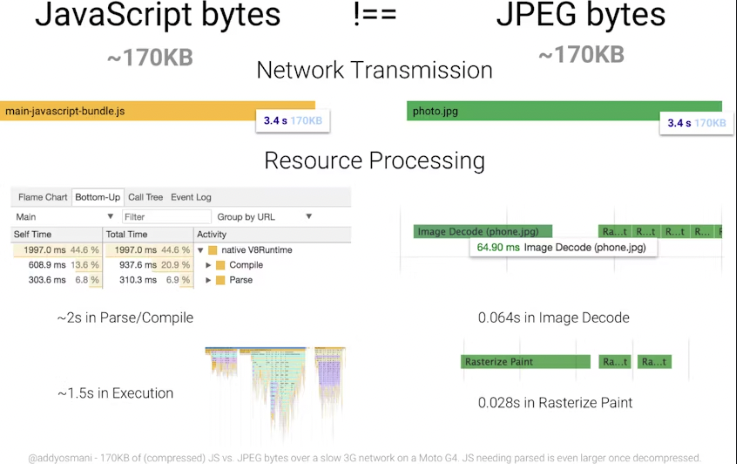 JavaScript bytes !== JPEG bytes
~170KB ~170KB
Network Transmission
main-javascript-bundle.js photo.jpg
3.4 s 170KB 3.4 s 170KB
Resource Processing
Flame Chart Bottom-Up Call Tree Event Log
Main ▼ Filter Group by URL ▼
Self Time Total Time Activity
1997.0 ms 44.6 % 1997.0 ms 44.6 % ▼ native V8Runtime
608.9 ms 13.6 % 937.6 ms 20.9 % ▶ Compile
303.6 ms 6.8 % 310.3 ms 6.9 % ▶ Parse
Image Decode (phone.jpg) Ra...t R...t R...t R...
64.90 ms Image Decode (phone.jpg)
~2s in Parse/Compile 0.064s in Image Decode
Rasterize Paint Ra...t Ra...t
~1.5s in Execution 0.028s in Rasterize Paint
@addyosmani - 170KB of (compressed) JS vs. JPEG bytes over a slow 3G network on a Moto G4. JS needing parsed is even larger once decompressed.